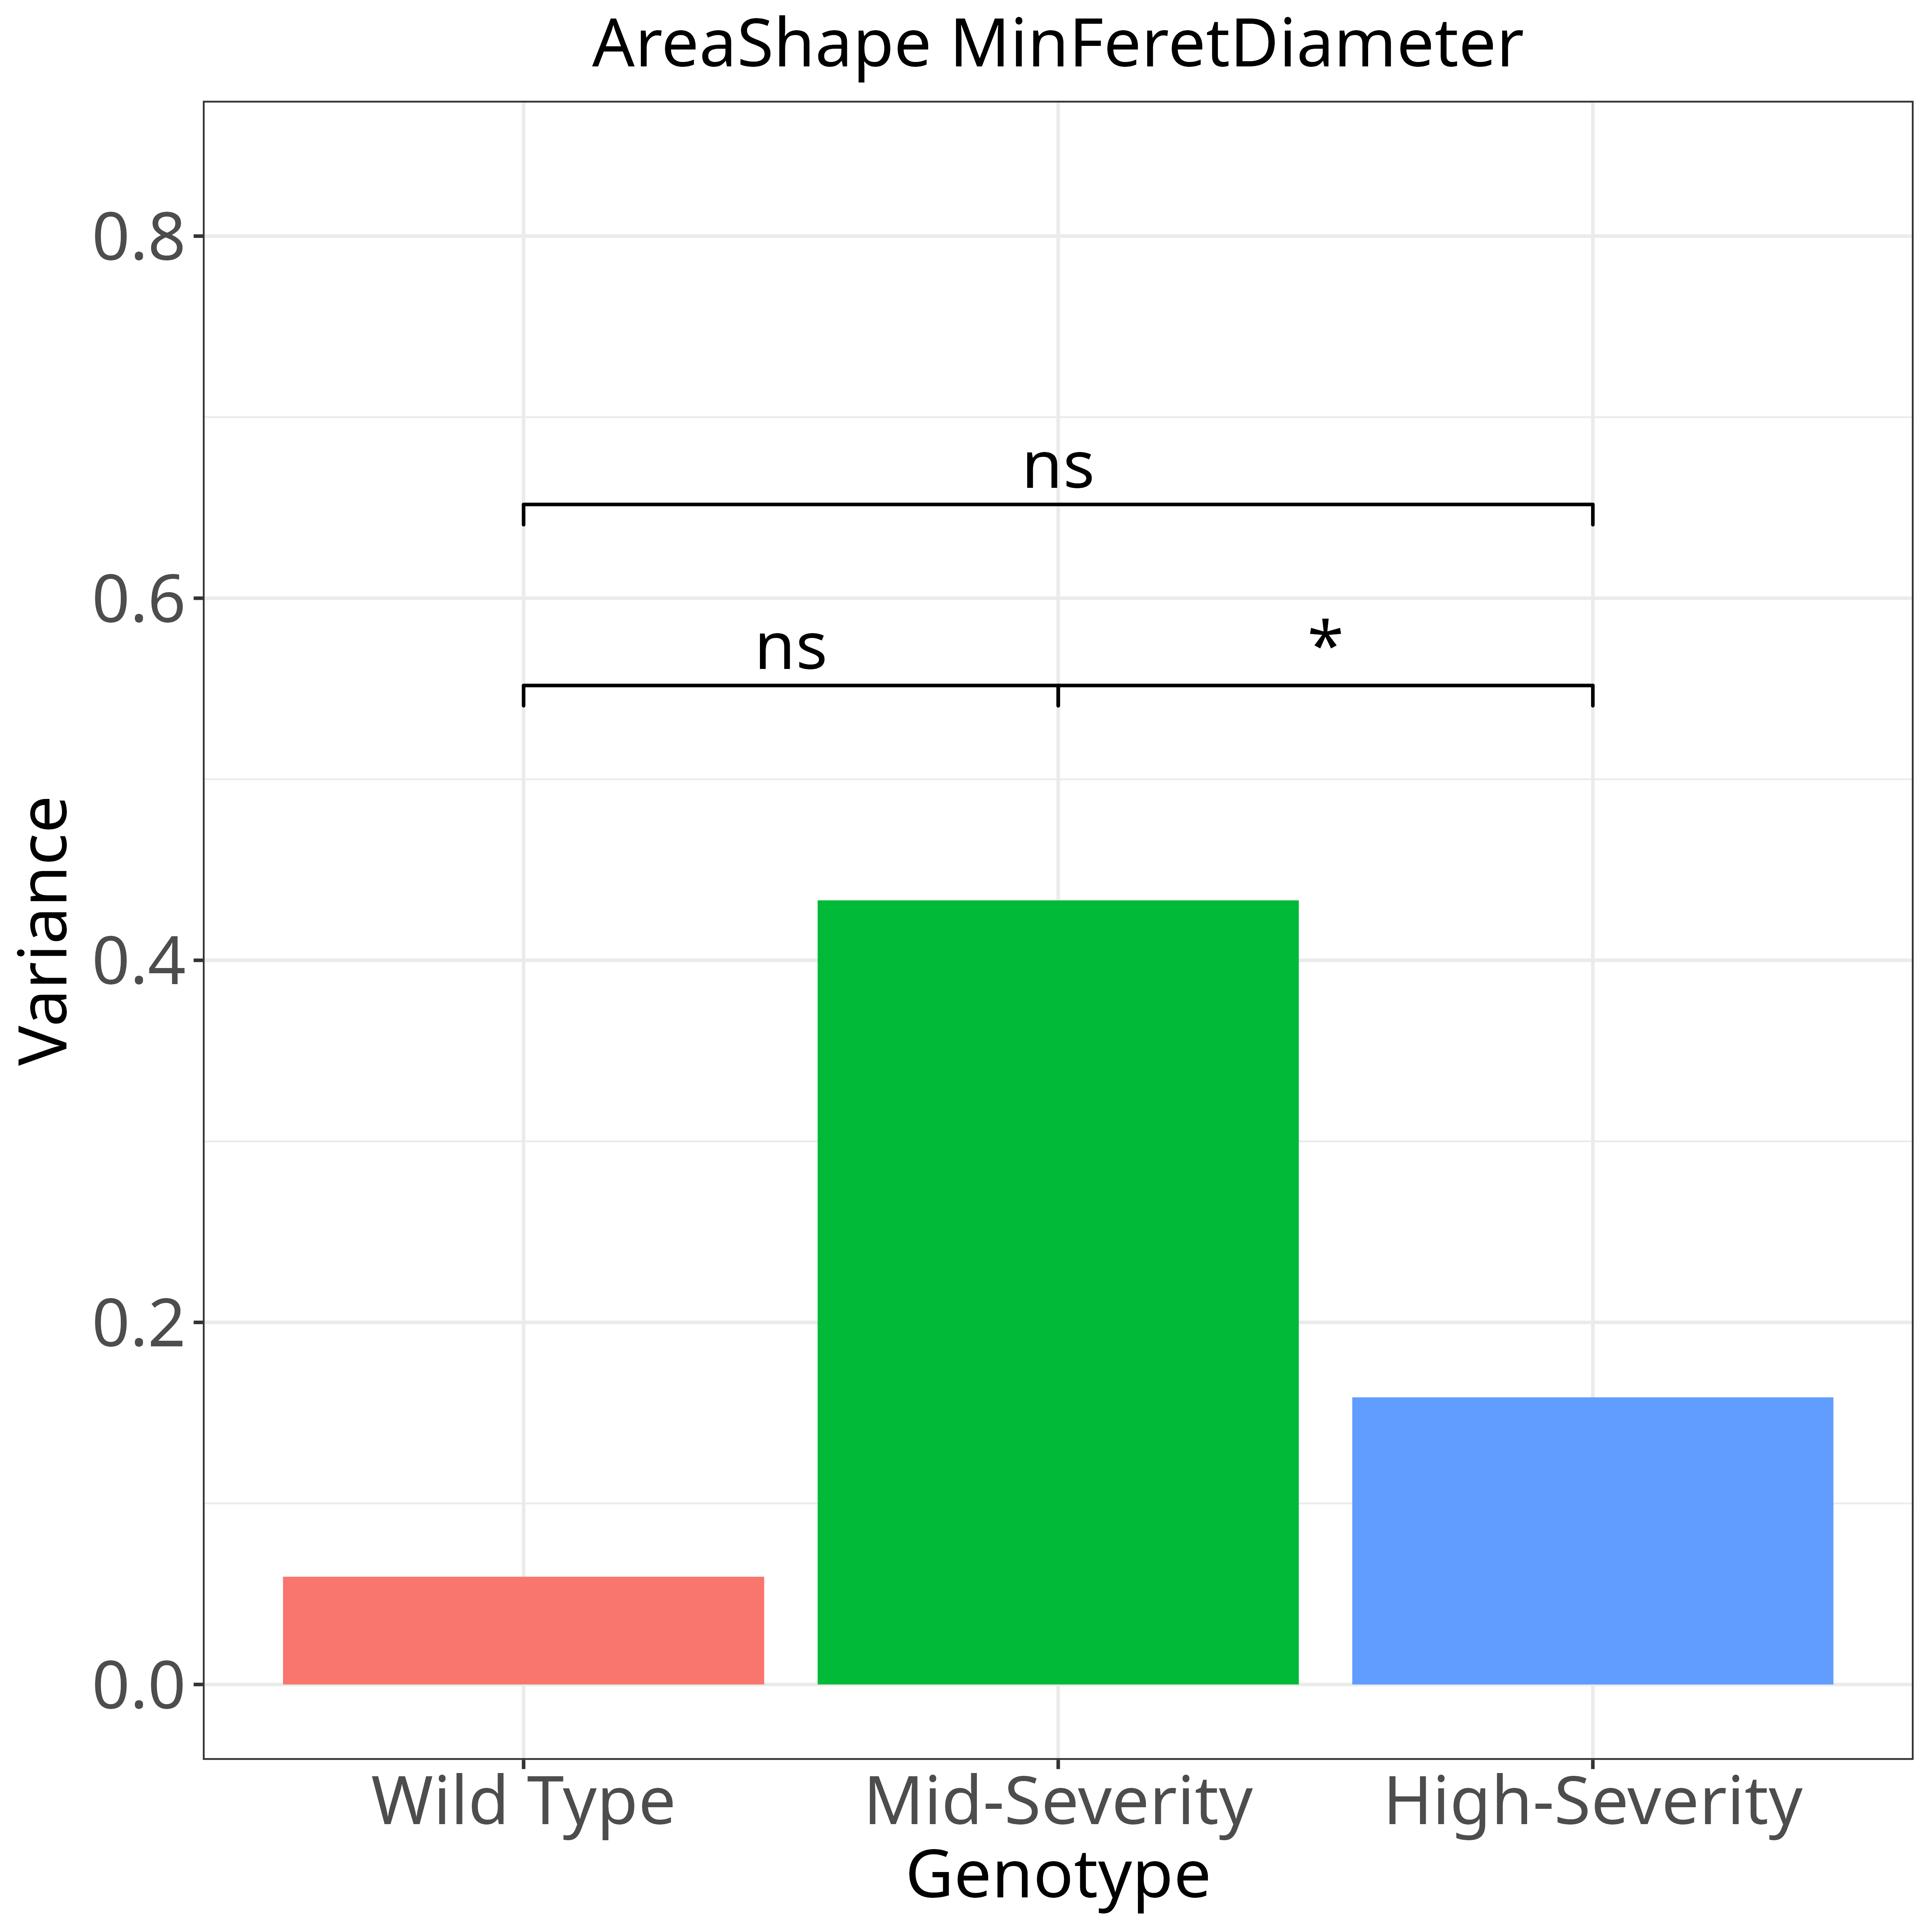 AreaShape MinFeretDiameter
0.8
ns
0.6
ns *
Variance
0.4
0.2
0.0
Wild Type Mid-Severity High-Severity
Genotype